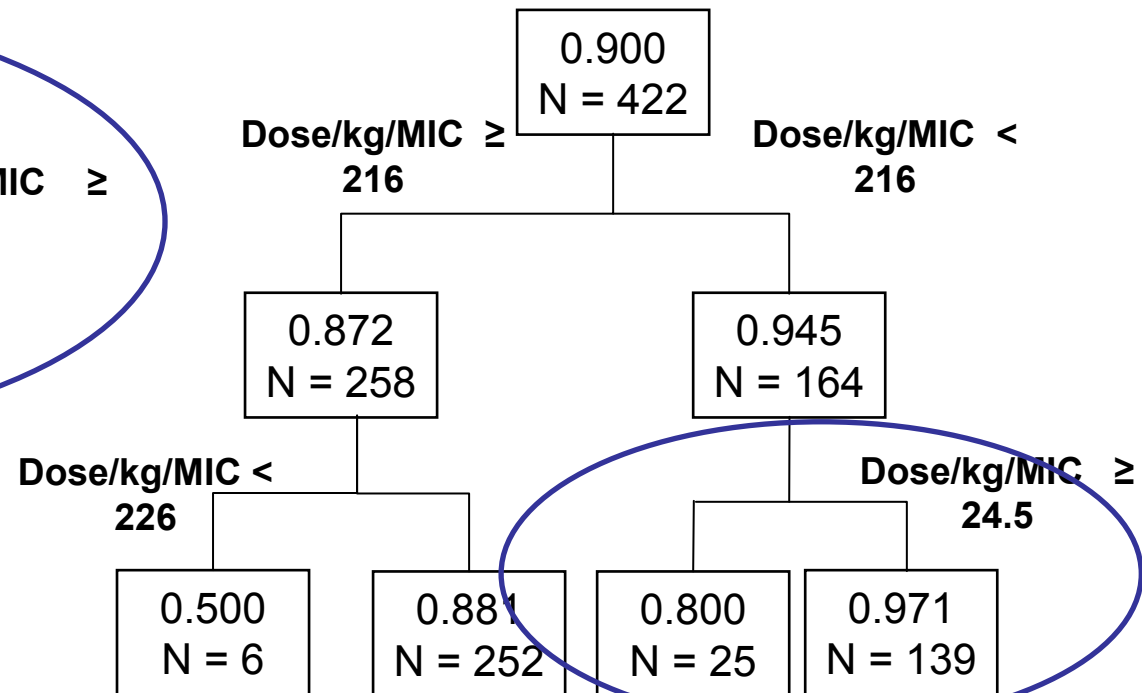 0.900
N = 422
Dose/kg/MIC ≥
216
Dose/kg/MIC <
216
MIC ≥
0.872
N = 258
0.945
N = 164
Dose/kg/MIC <
226
Dose/kg/MIC ≥
24.5
0.500
N = 6
0.881
N = 252
0.800
N = 25
0.971
N = 139